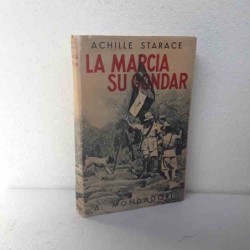 ACHILLE STARACE
LA MARCIA
SU GONDAR
A. MONDADORI